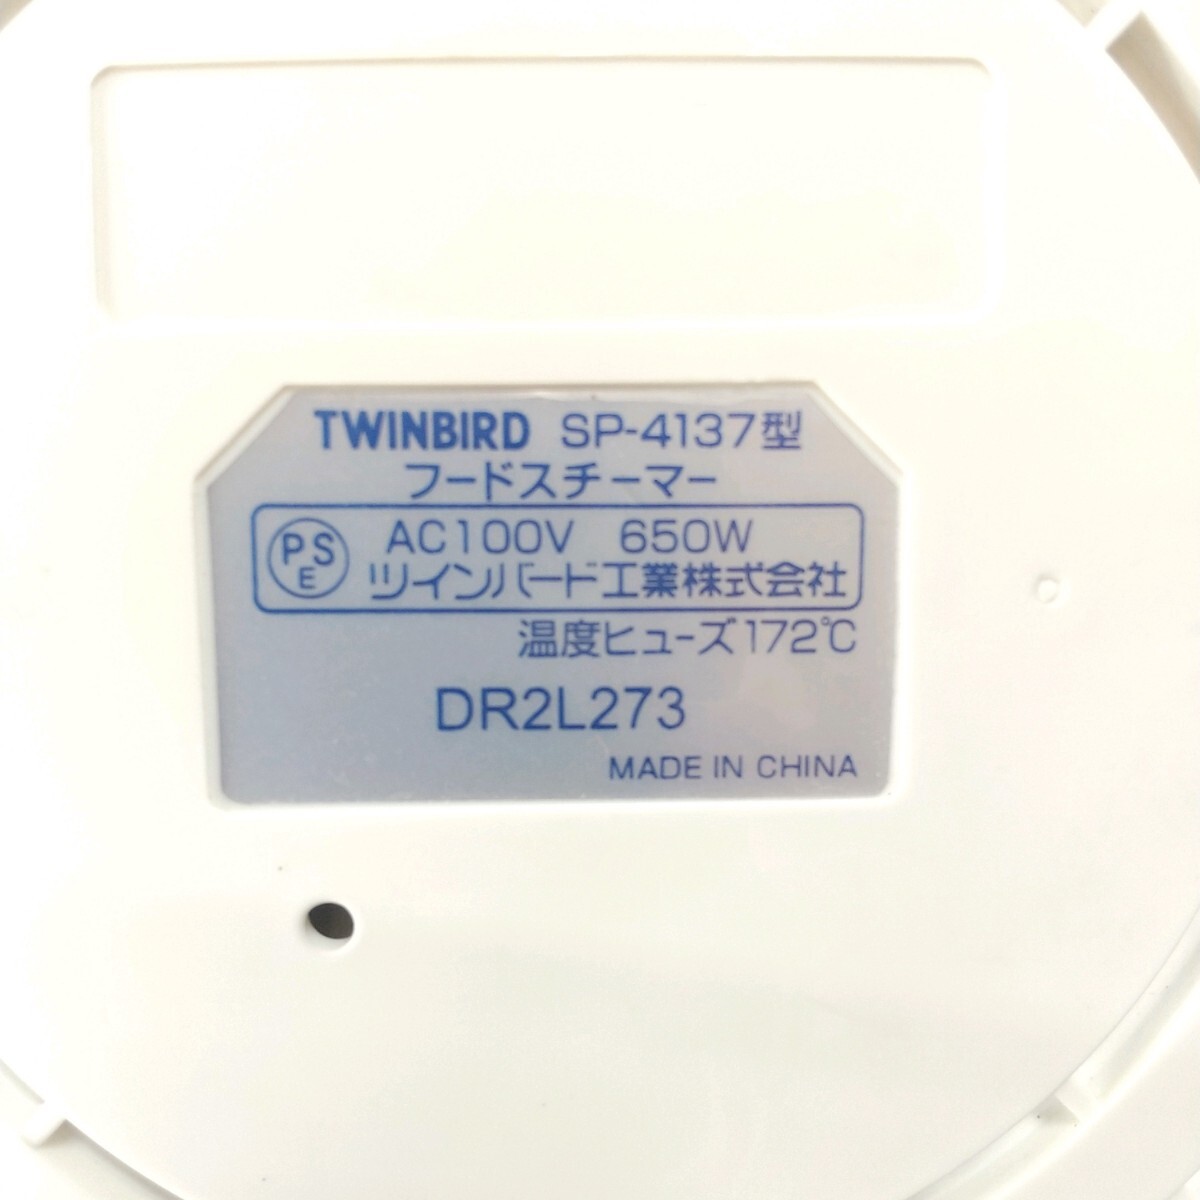 TWINBIRD SP-4137型
フードスチーマー
PSE AC100V 650W
ツインバード工業株式会社
温度ヒューズ172℃
DR2L273
MADE IN CHINA